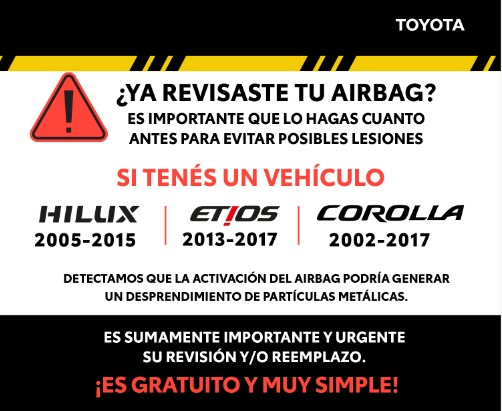 TOYOTA
¿YA REVISASTE TU AIRBAG?
ES IMPORTANTE QUE LO HAGAS CUANTO
ANTES PARA EVITAR POSIBLES LESIONES
SI TENÉS UN VEHÍCULO
HILUX ETIOS COROLLA
2005-2015 2013-2017 2002-2017
DETECTAMOS QUE LA ACTIVACIÓN DEL AIRBAG PODRÍA GENERAR
UN DESPRENDIMIENTO DE PARTÍCULAS METÁLICAS.
ES SUMAMENTE IMPORTANTE Y URGENTE
SU REVISIÓN Y/O REEMPLAZO.
¡ES GRATUITO Y MUY SIMPLE!